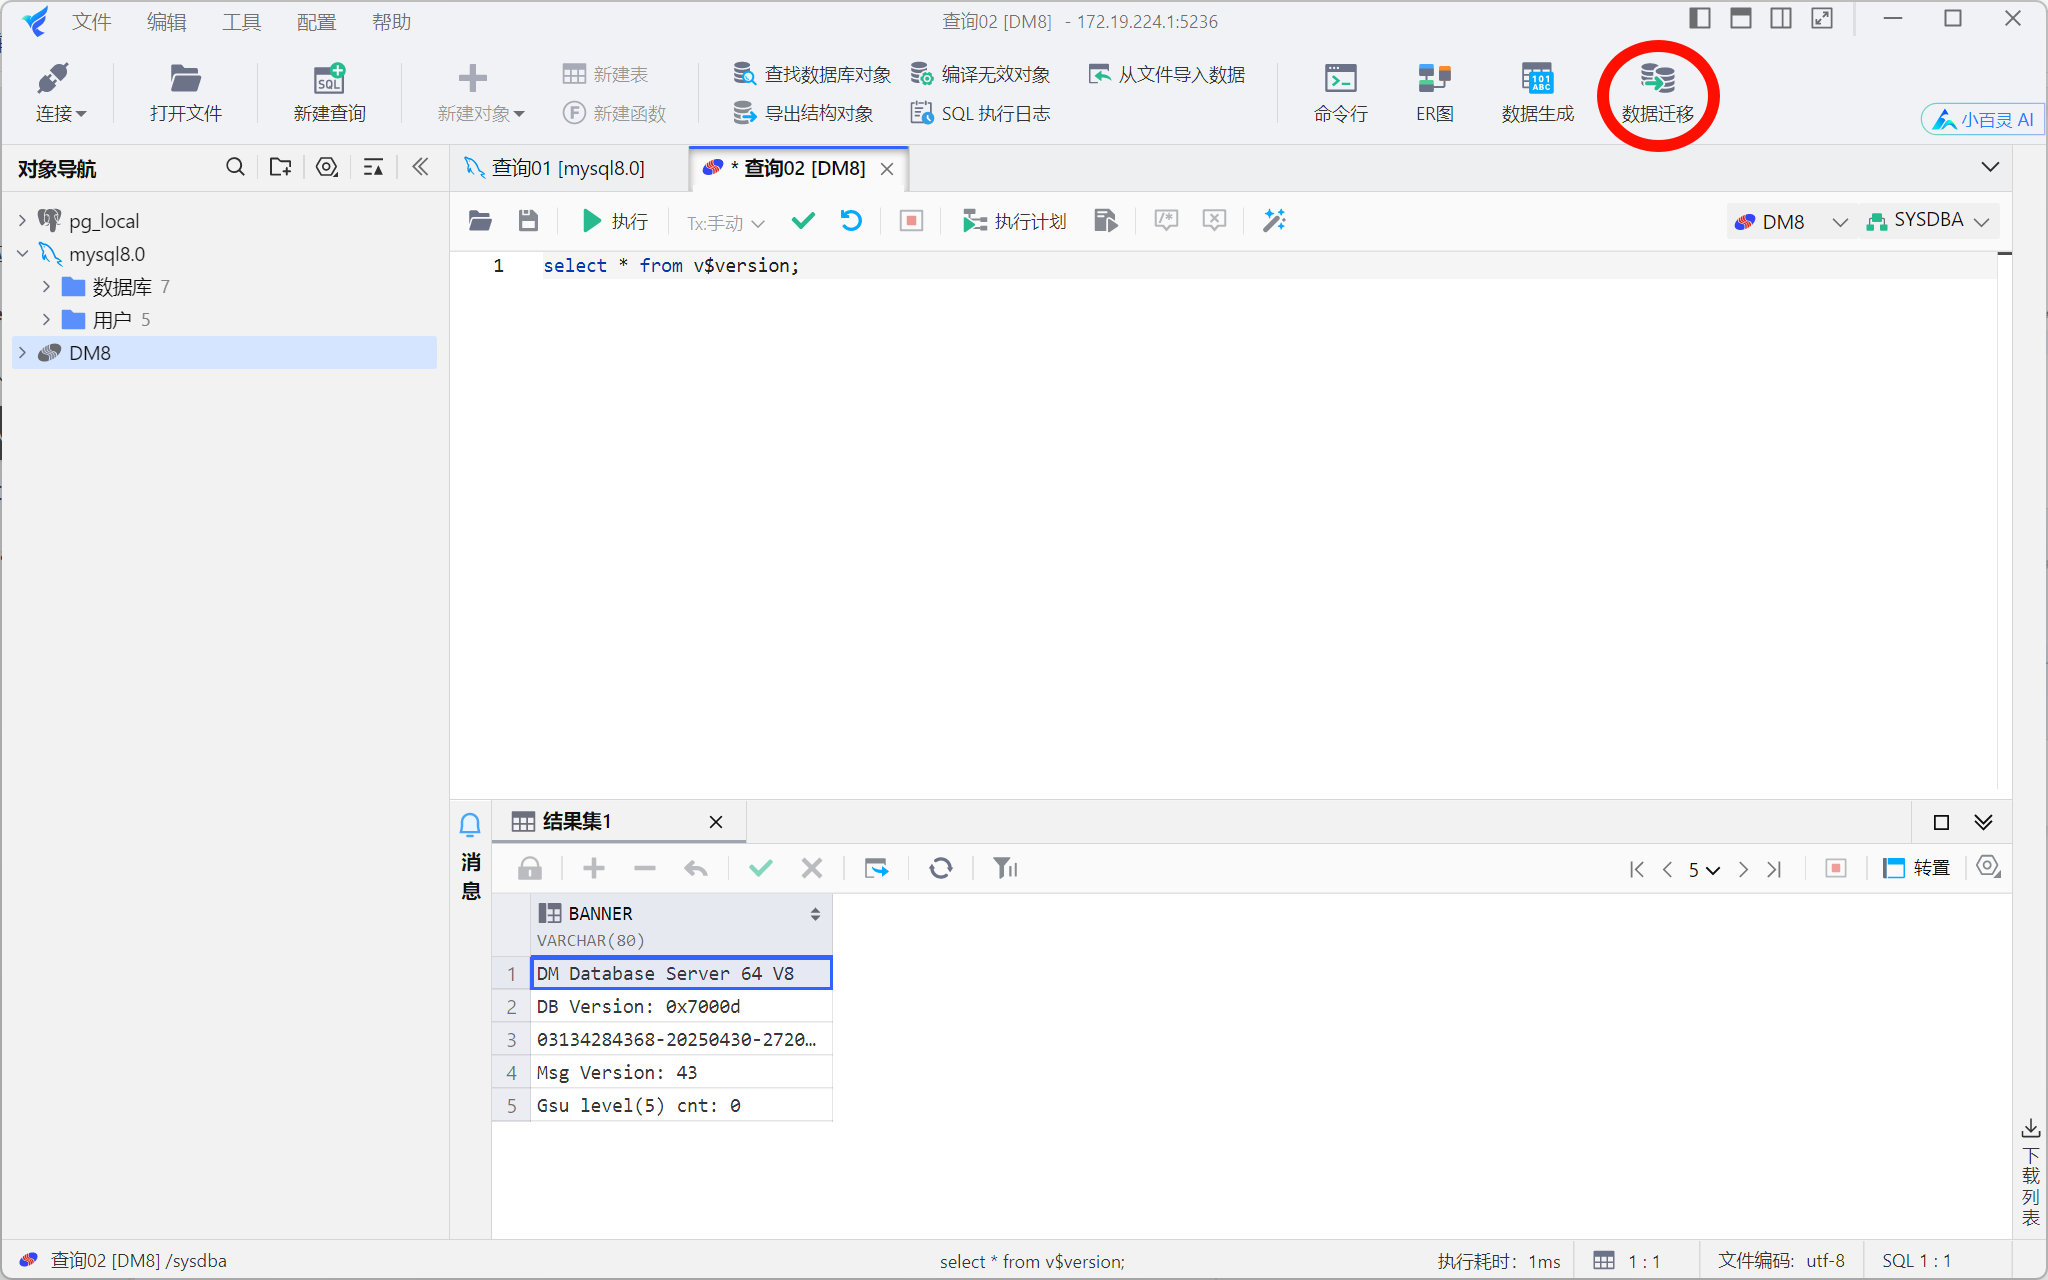 文件 编辑 工具 配置 帮助 查询02 [DM8] - 172.19.224.1:5236
连接 打开文件 新建查询 新建对象 新建表 新建函数 查找数据库对象 导出结构对象 编译无效对象 SQL 执行日志 从文件导入数据 命令行 ER图 数据生成 数据迁移 小百灵 AI
对象导航
pg_local
mysql8.0
数据库 7
用户 5
DM8
查询01 [mysql8.0] * 查询02 [DM8]
执行 Tx:手动 执行计划 DM8 SYSDBA
1 select * from v$version;
消息
结果集1
5 转置
BANNER
VARCHAR(80)
1 DM Database Server 64 V8
2 DB Version: 0x7000d
3 03134284368-20250430-2720…
4 Msg Version: 43
5 Gsu level(5) cnt: 0
下载列表
查询02 [DM8] /sysdba select * from v$version; 执行耗时: 1ms 1 : 1 文件编码: utf-8 SQL 1 : 1